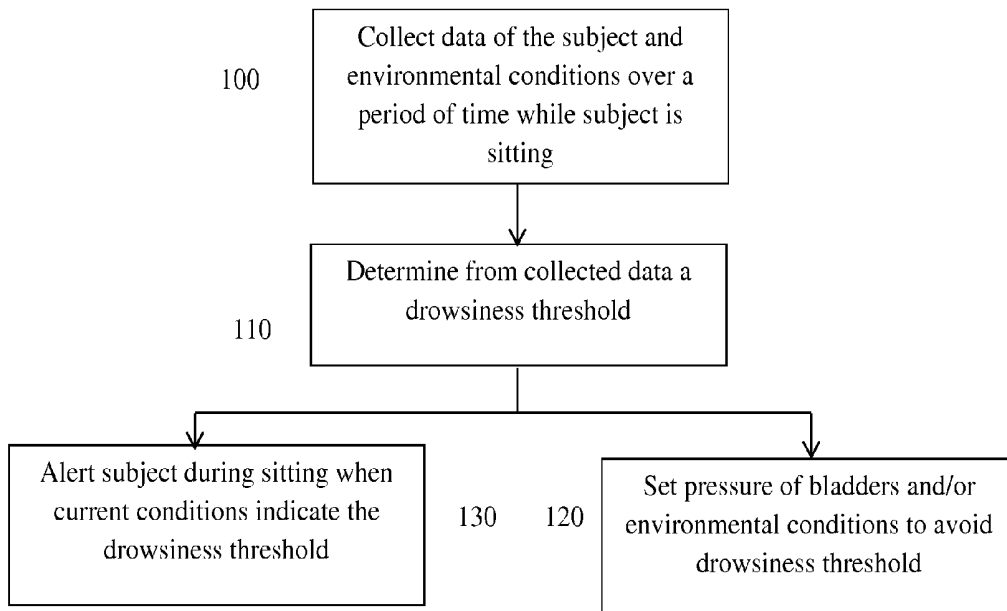 Collect data of the subject and
environmental conditions over a
period of time while subject is
sitting
100
Determine from collected data a
drowsiness threshold
110
Alert subject during sitting when
current conditions indicate the
drowsiness threshold
130
120
Set pressure of bladders and/or
environmental conditions to avoid
drowsiness threshold